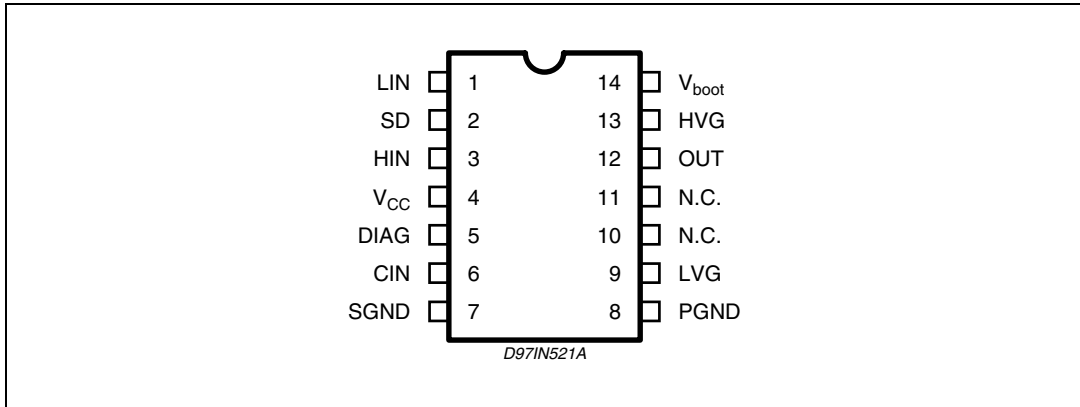 LIN 1 14 Vboot
SD 2 13 HVG
HIN 3 12 OUT
VCC 4 11 N.C.
DIAG 5 10 N.C.
CIN 6 9 LVG
SGND 7 8 PGND
D97IN521A